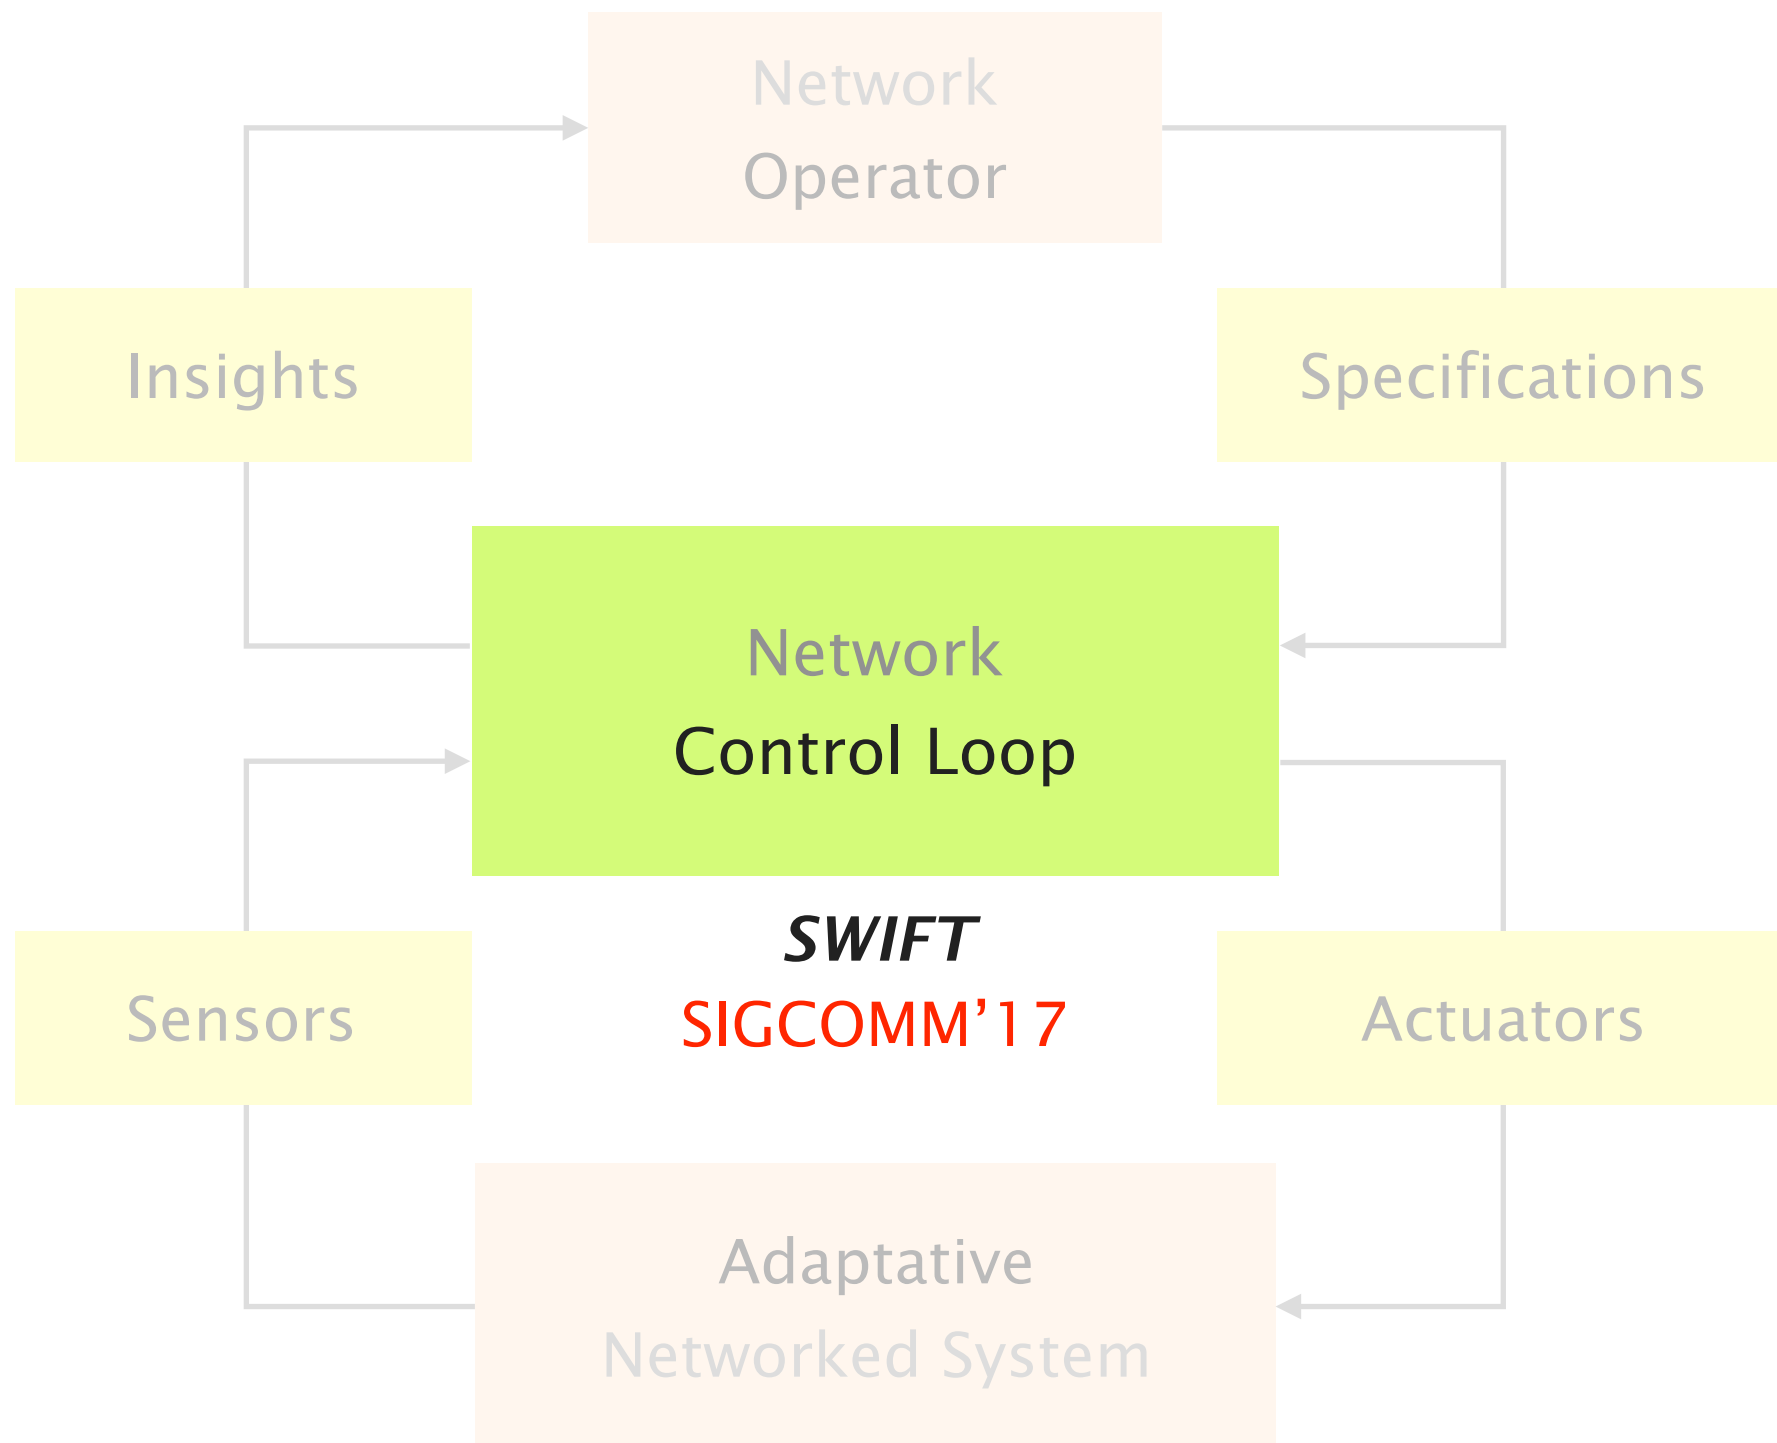 Network
Operator
Insights
Specifications
Network
Control Loop
SWIFT
SIGCOMM’17
Sensors
Actuators
Adaptative
Networked System